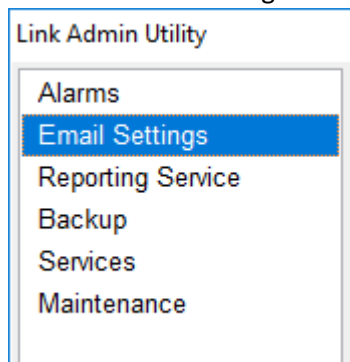 Link Admin Utility
Alarms
Email Settings
Reporting Service
Backup
Services
Maintenance